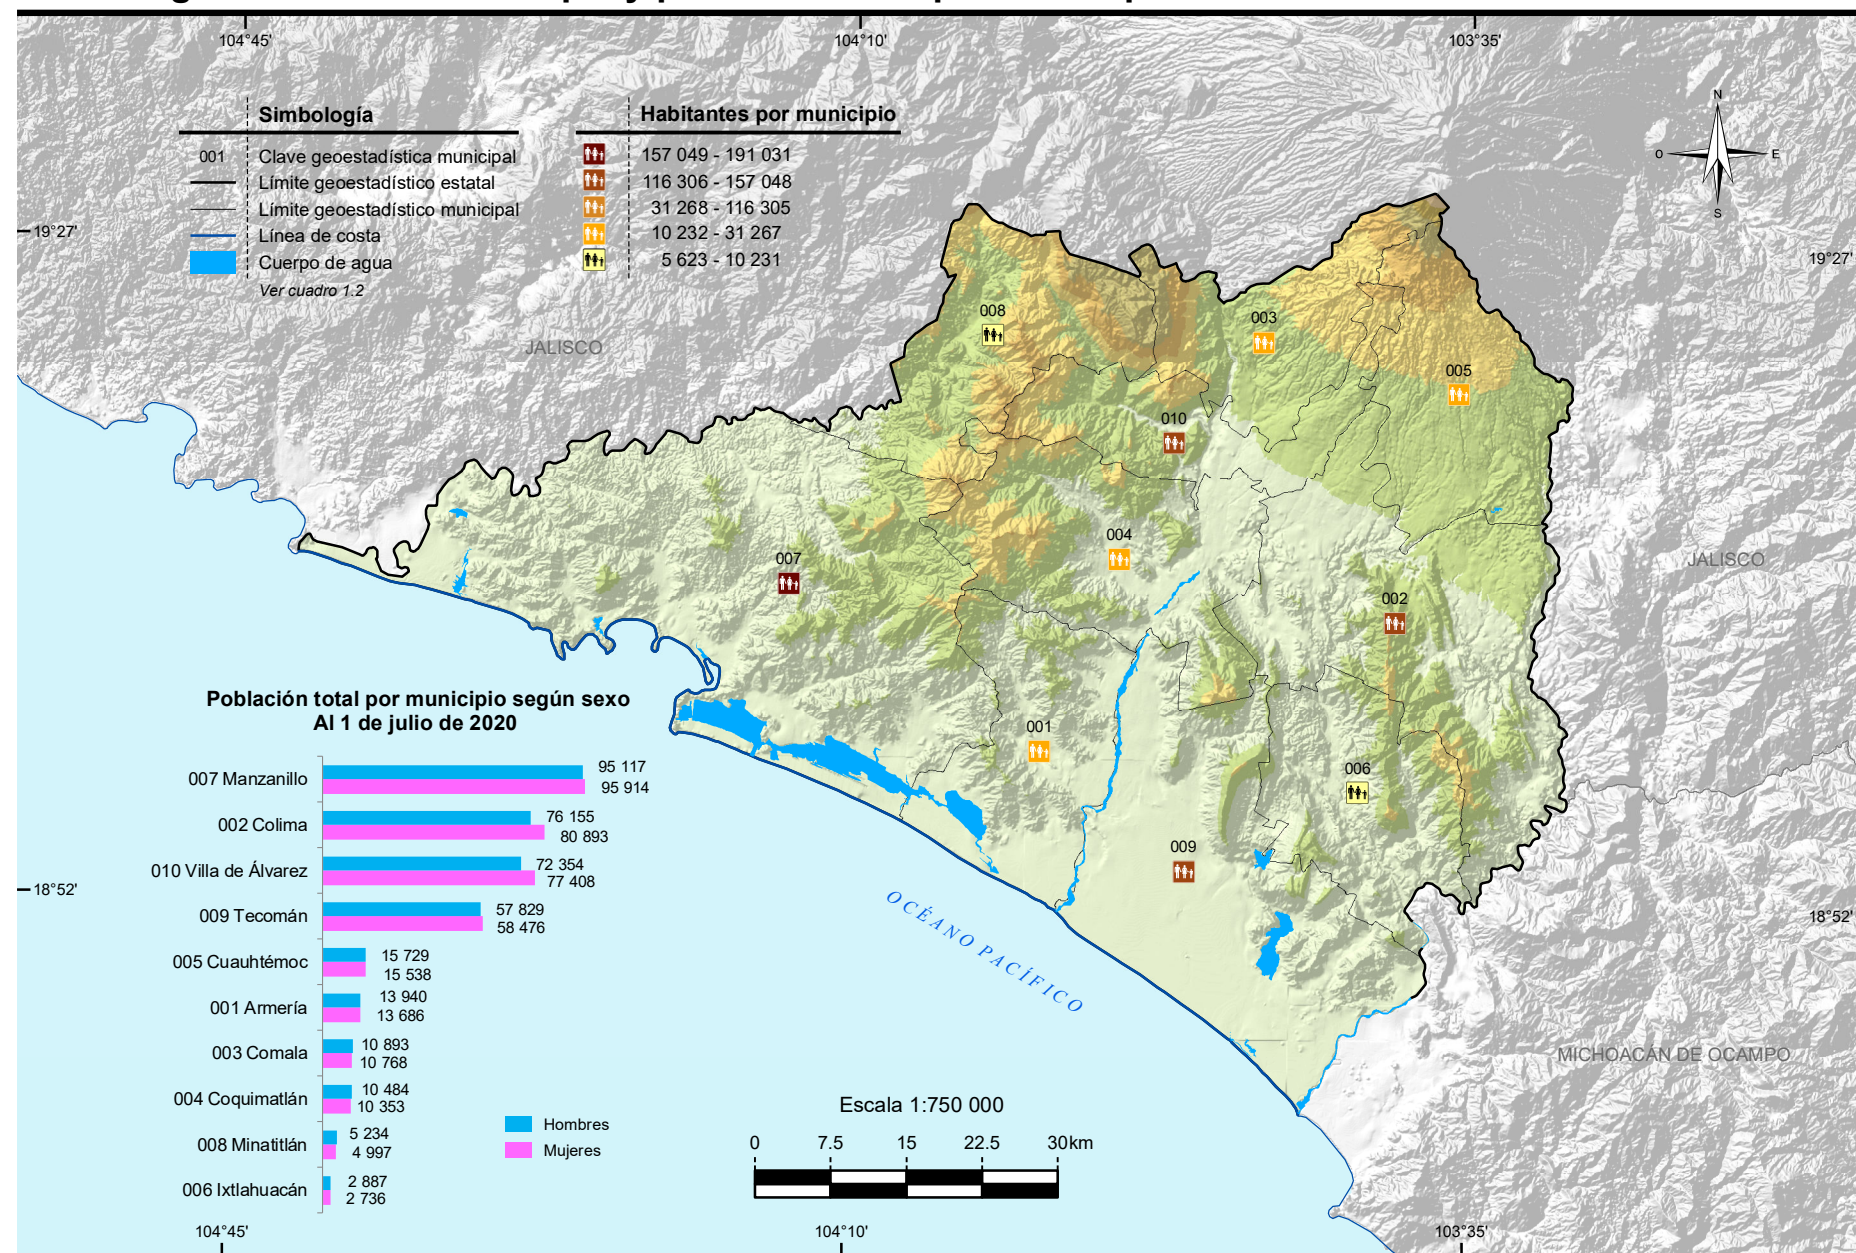 104°45'
104°10'
103°35'
Simbología
001 Clave geoestadística municipal
Límite geoestadístico estatal
Límite geoestadístico municipal
Línea de costa
Cuerpo de agua
Ver cuadro 1.2
Habitantes por municipio
157 049 - 191 031
116 306 - 157 048
31 268 - 116 305
10 232 - 31 267
5 623 - 10 231
N
O
E
S
19°27'
19°27'
JALISCO
008
003
005
010
004
007
002
JALISCO
001
006
009
Población total por municipio según sexo
Al 1 de julio de 2020
007 Manzanillo 95 117
95 914
002 Colima 76 155
80 893
010 Villa de Álvarez 72 354
77 408
009 Tecomán 57 829
58 476
005 Cuauhtémoc 15 729
15 538
001 Armería 13 940
13 686
003 Comala 10 893
10 768
004 Coquimatlán 10 484
10 353
008 Minatitlán 5 234
4 997
006 Ixtlahuacán 2 887
2 736
Hombres
Mujeres
18°52'
18°52'
OCÉANO PACÍFICO
MICHOACÁN DE OCAMPO
Escala 1:750 000
0 7.5 15 22.5 30 km
104°45'
104°10'
103°35'